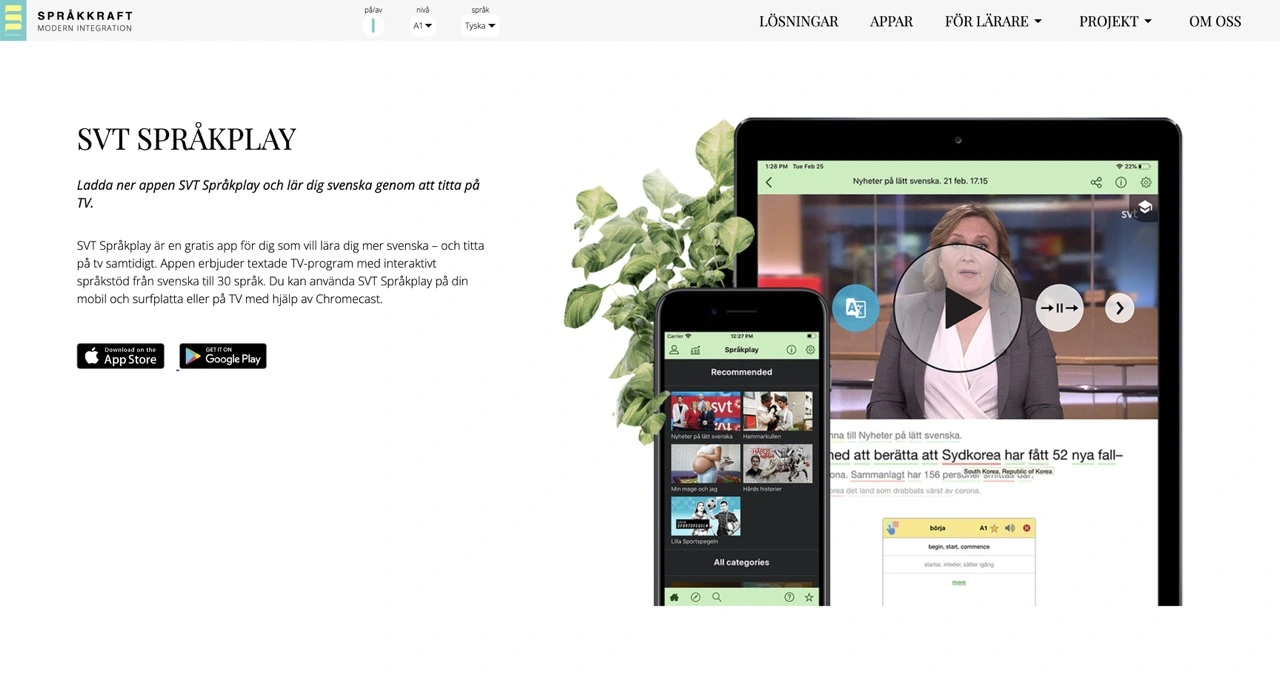 SPRÅKKRAFT
MODERN INTEGRATION
på/av
nivå
A1
språk
Tyska
LÖSNINGAR
APPAR
FÖR LÄRARE
PROJEKT
OM OSS
SVT SPRÅKPLAY
Ladda ner appen SVT Språkplay och lär dig svenska genom att titta på
TV.
SVT Språkplay är en gratis app för dig som vill lära dig mer svenska – och titta
på tv samtidigt. Appen erbjuder textade TV-program med interaktivt
språkstöd från svenska till 30 språk. Du kan använda SVT Språkplay på din
mobil och surfplatta eller på TV med hjälp av Chromecast.
Download on the
App Store
GET IT ON
Google Play
1:28 PM Tue Feb 25
22%
Nyheter på lätt svenska. 21 feb. 17.15
svt
till Nyheter på lätt svenska.
att berätta att Sydkorea har fått 52 nya fall–
South Korea, Republic of Korea
Sammanlagt har 156 personer smittas där.
det land som drabbats värst av corona.
börja
A1
begin, start, commence
startar, inleder, sätter igång
more
Carrier
12:27 PM
Språkplay
Recommended
svt
Nyheter på lätt svenska
Hammarkullen
Min mage och jag
Hårds historier
SPORTSPEGELN
Lilla Sportspegeln
All categories